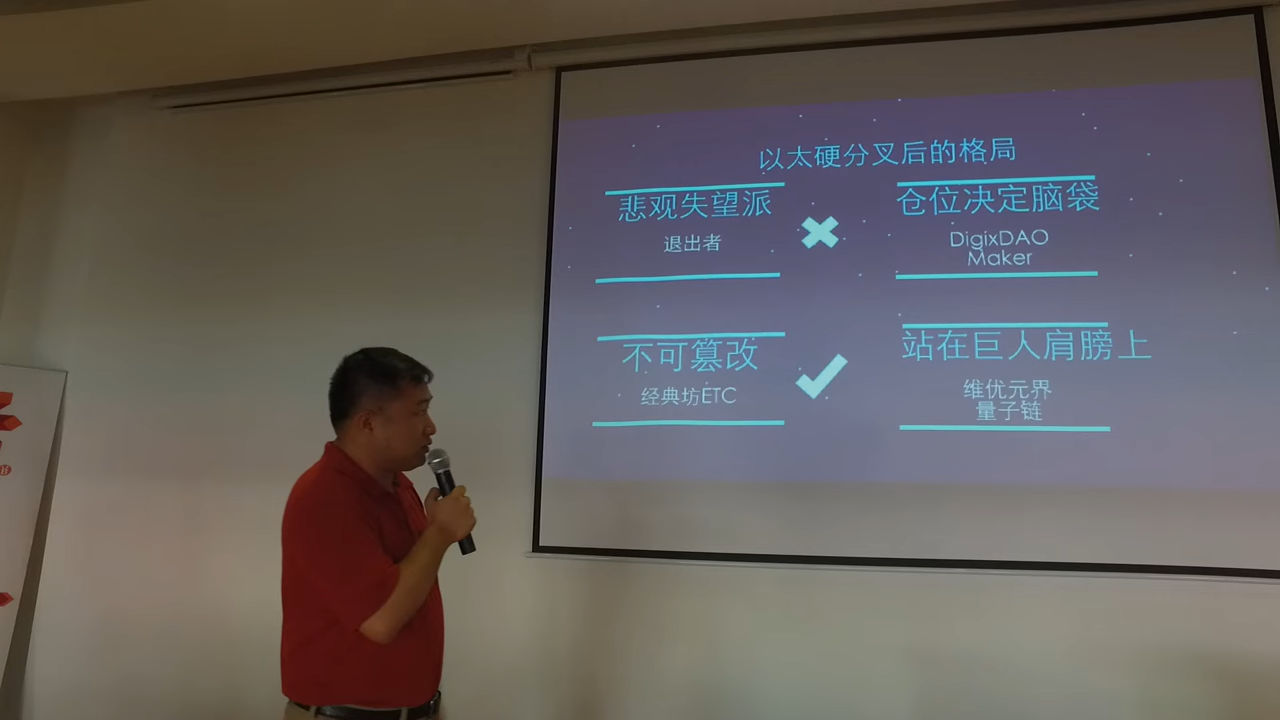 以太硬分叉后的格局
悲观失望派
退出者
仓位决定脑袋
DigixDAO
Maker
不可篡改
经典坊ETC
站在巨人肩膀上
维优元界
量子链